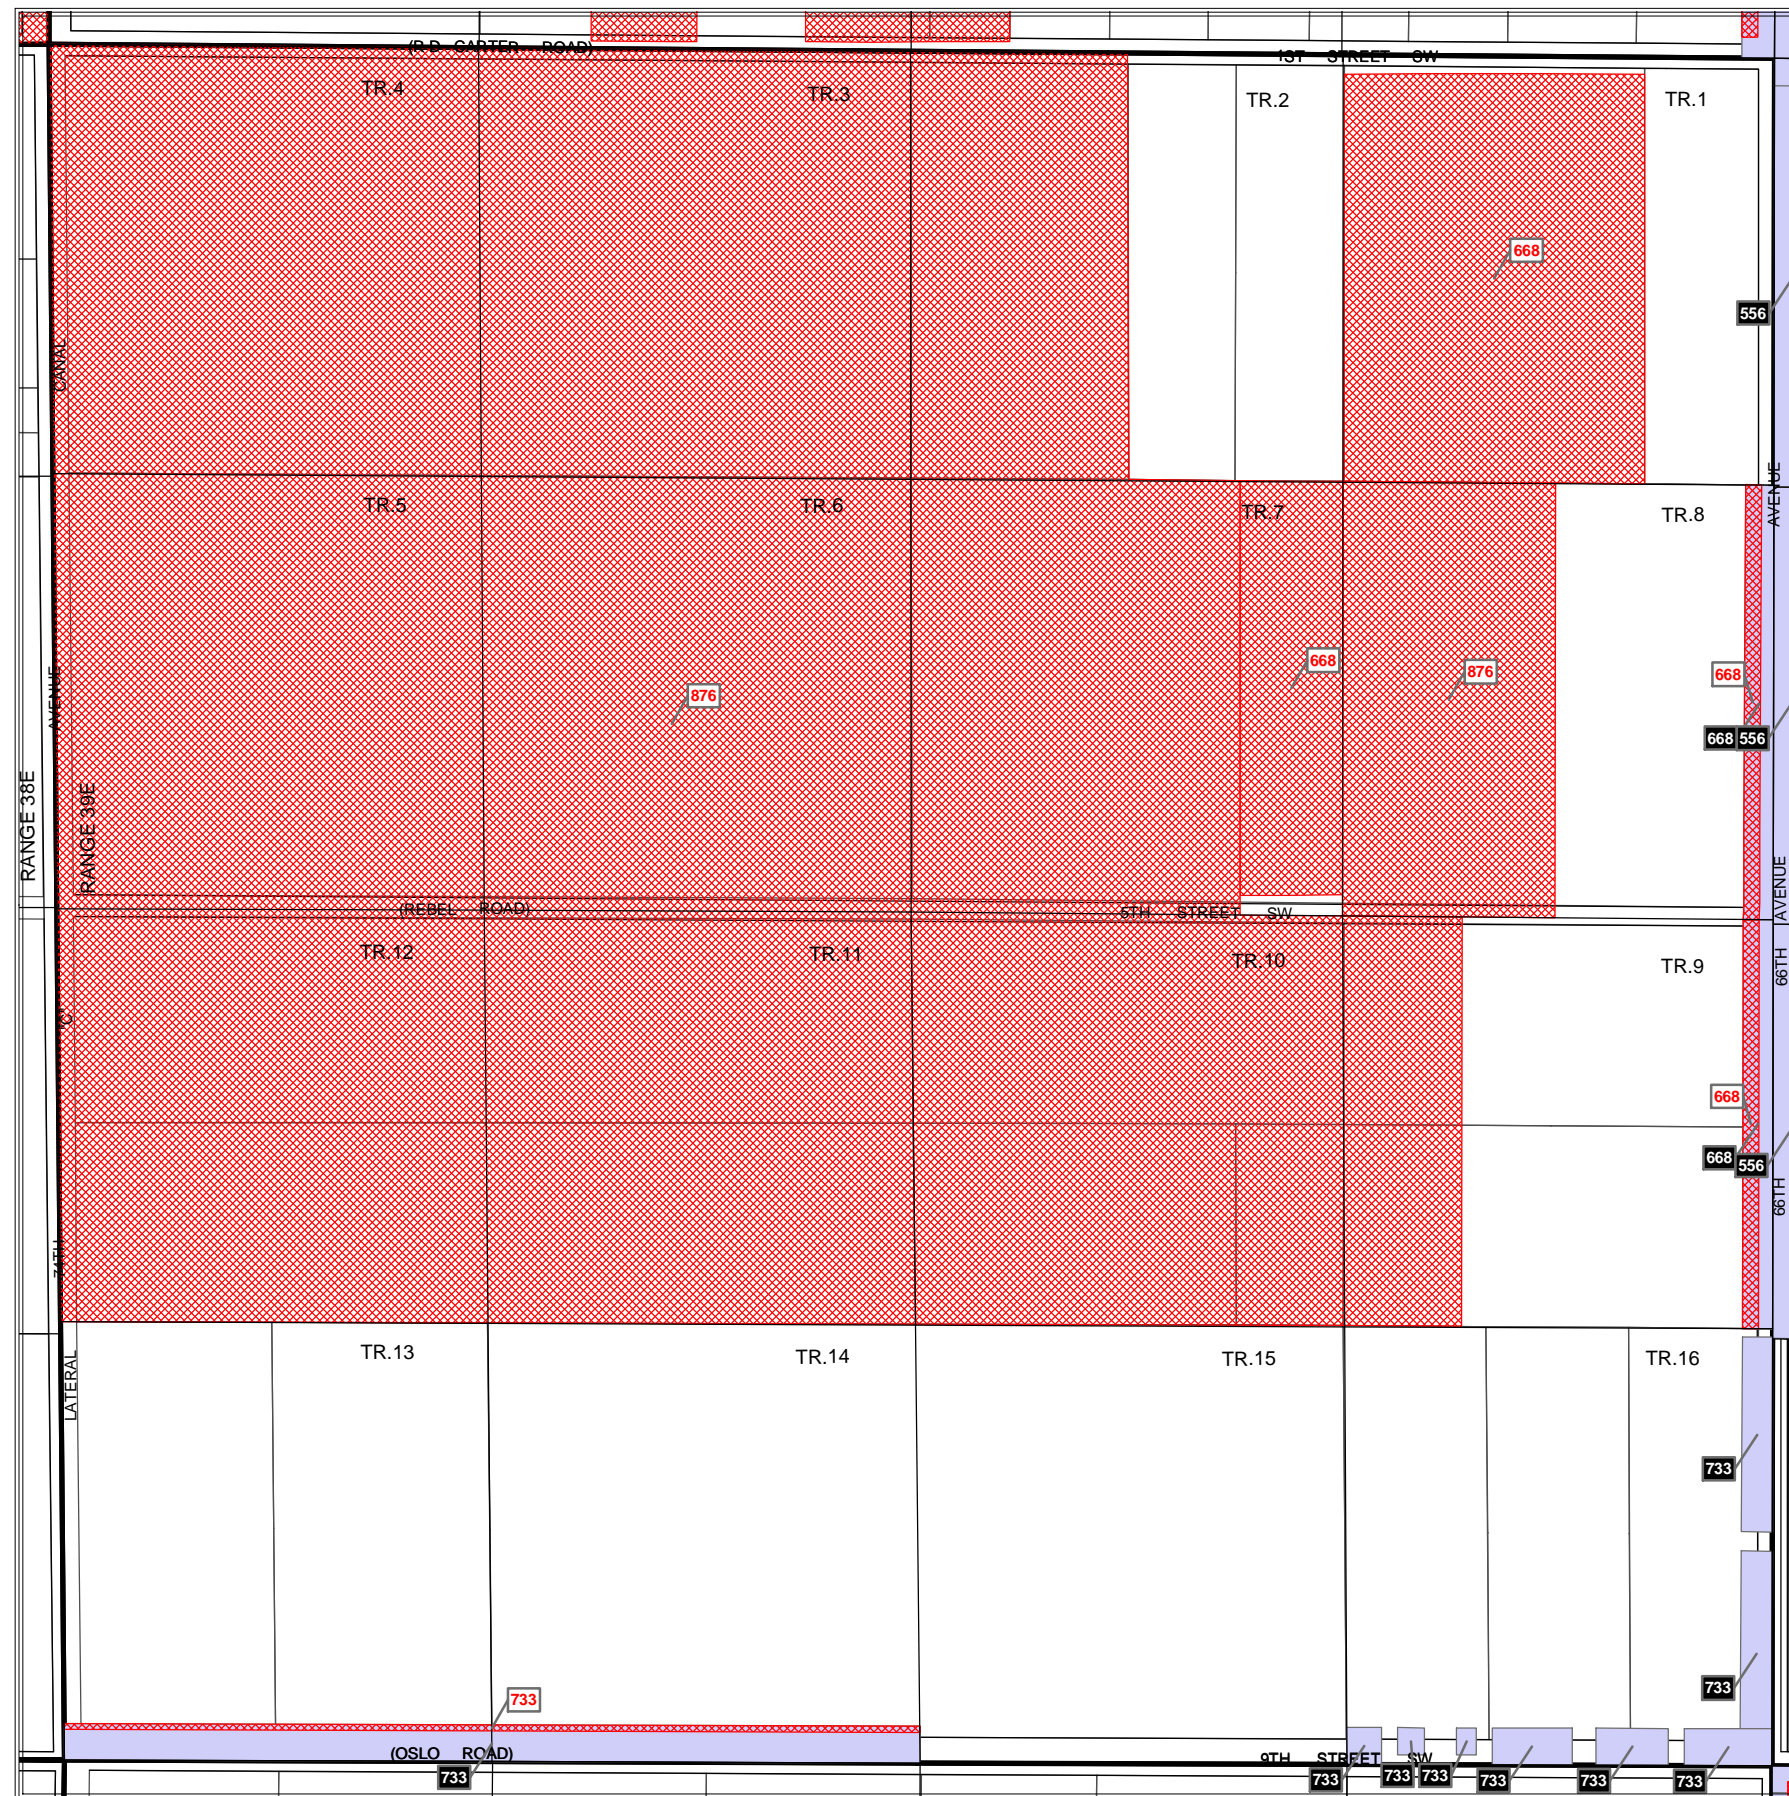 (R D CARTER ROAD)
1ST STREET SW
TR.4
TR.3
TR.2
TR.1
668
556
CANAL
AVENUE
TR.5
TR.6
TR.7
TR.8
668
876
668
876
AVENUE
668
556
RANGE 38E
RANGE 39E
AVENUE
(REBEL ROAD)
5TH STREET SW
TR.12
TR.11
TR.10
TR.9
66TH
"C"
668
668
556
66TH
74TH
TR.13
TR.14
TR.15
TR.16
LATERAL
733
733
733
(OSLO ROAD)
9TH STREET SW
733
733
733
733
733
733
733